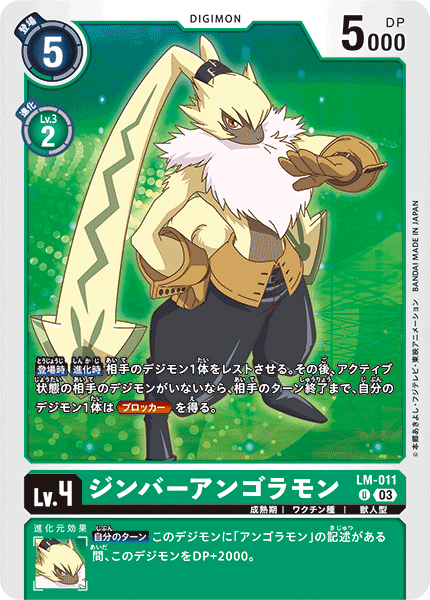 DIGIMON
登場
5
DP
5000
進化
Lv.3
2
登場時 進化時 相手のデジモン1体をレストさせる。その後、アクティブ
状態の相手のデジモンがいないなら、相手のターン終了まで、自分の
デジモン1体は ブロッカー を得る。
©本郷あきよし・フジテレビ・東映アニメーション BANDAI MADE IN JAPAN
Lv.4
ジンバーアンゴラモン
LM-011
U 03
成熟期 | ワクチン種 | 獣人型
進化元効果
自分のターン このデジモンに「アンゴラモン」の記述がある
間、このデジモンをDP+2000。